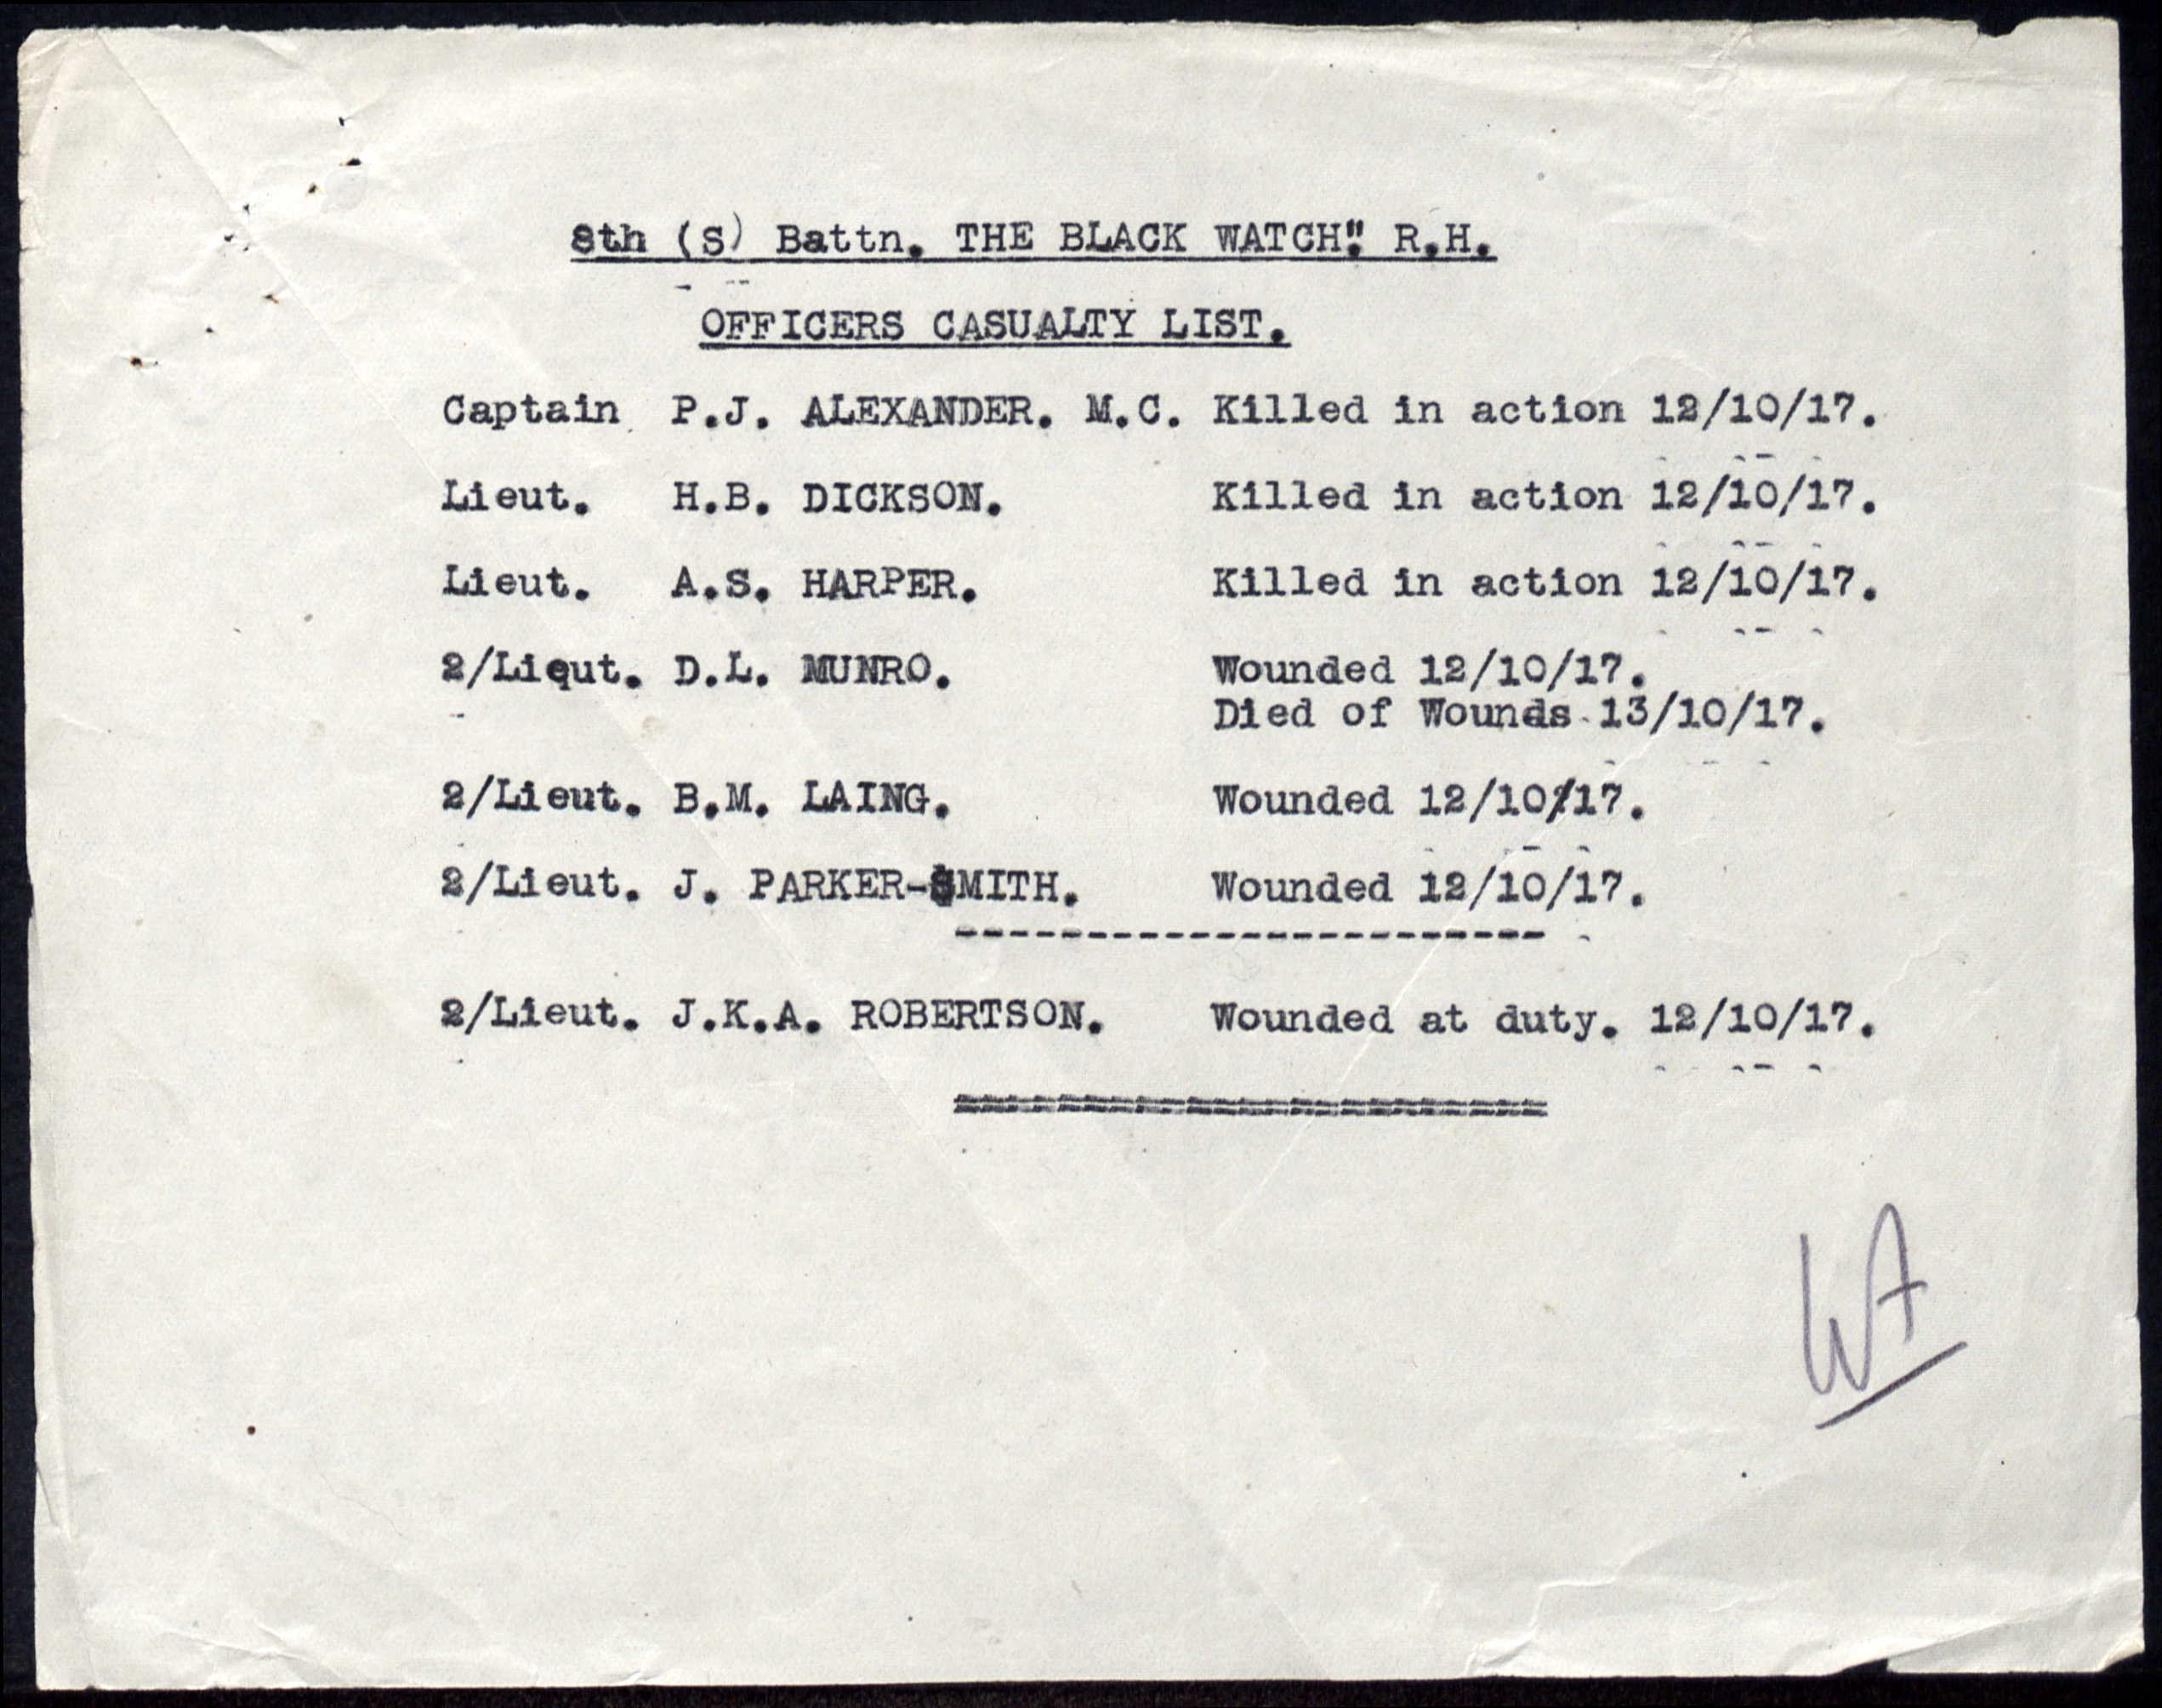 8th (S) Battn. THE BLACK WATCH". R.H.
OFFICERS CASUALTY LIST.
Captain P.J. ALEXANDER. M.C. Killed in action 12/10/17.
Lieut. H.B. DICKSON. Killed in action 12/10/17.
Lieut. A.S. HARPER. Killed in action 12/10/17.
2/Lieut. D.L. MUNRO. Wounded 12/10/17.
Died of Wounds 13/10/17.
2/Lieut. B.M. LAING. Wounded 12/10/17.
2/Lieut. J. PARKER-SMITH. Wounded 12/10/17.
-----------------------
2/Lieut. J.K.A. ROBERTSON. Wounded at duty. 12/10/17.
=======================
WA